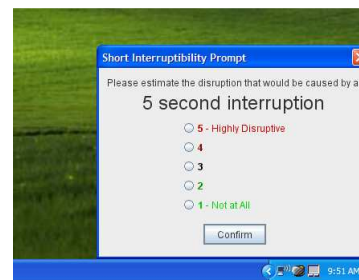 Short Interruptibility Prompt
Please estimate the disruption that would be caused by a
5 second interruption
5 - Highly Disruptive
4
3
2
1 - Not at All
Confirm
9:51 AM